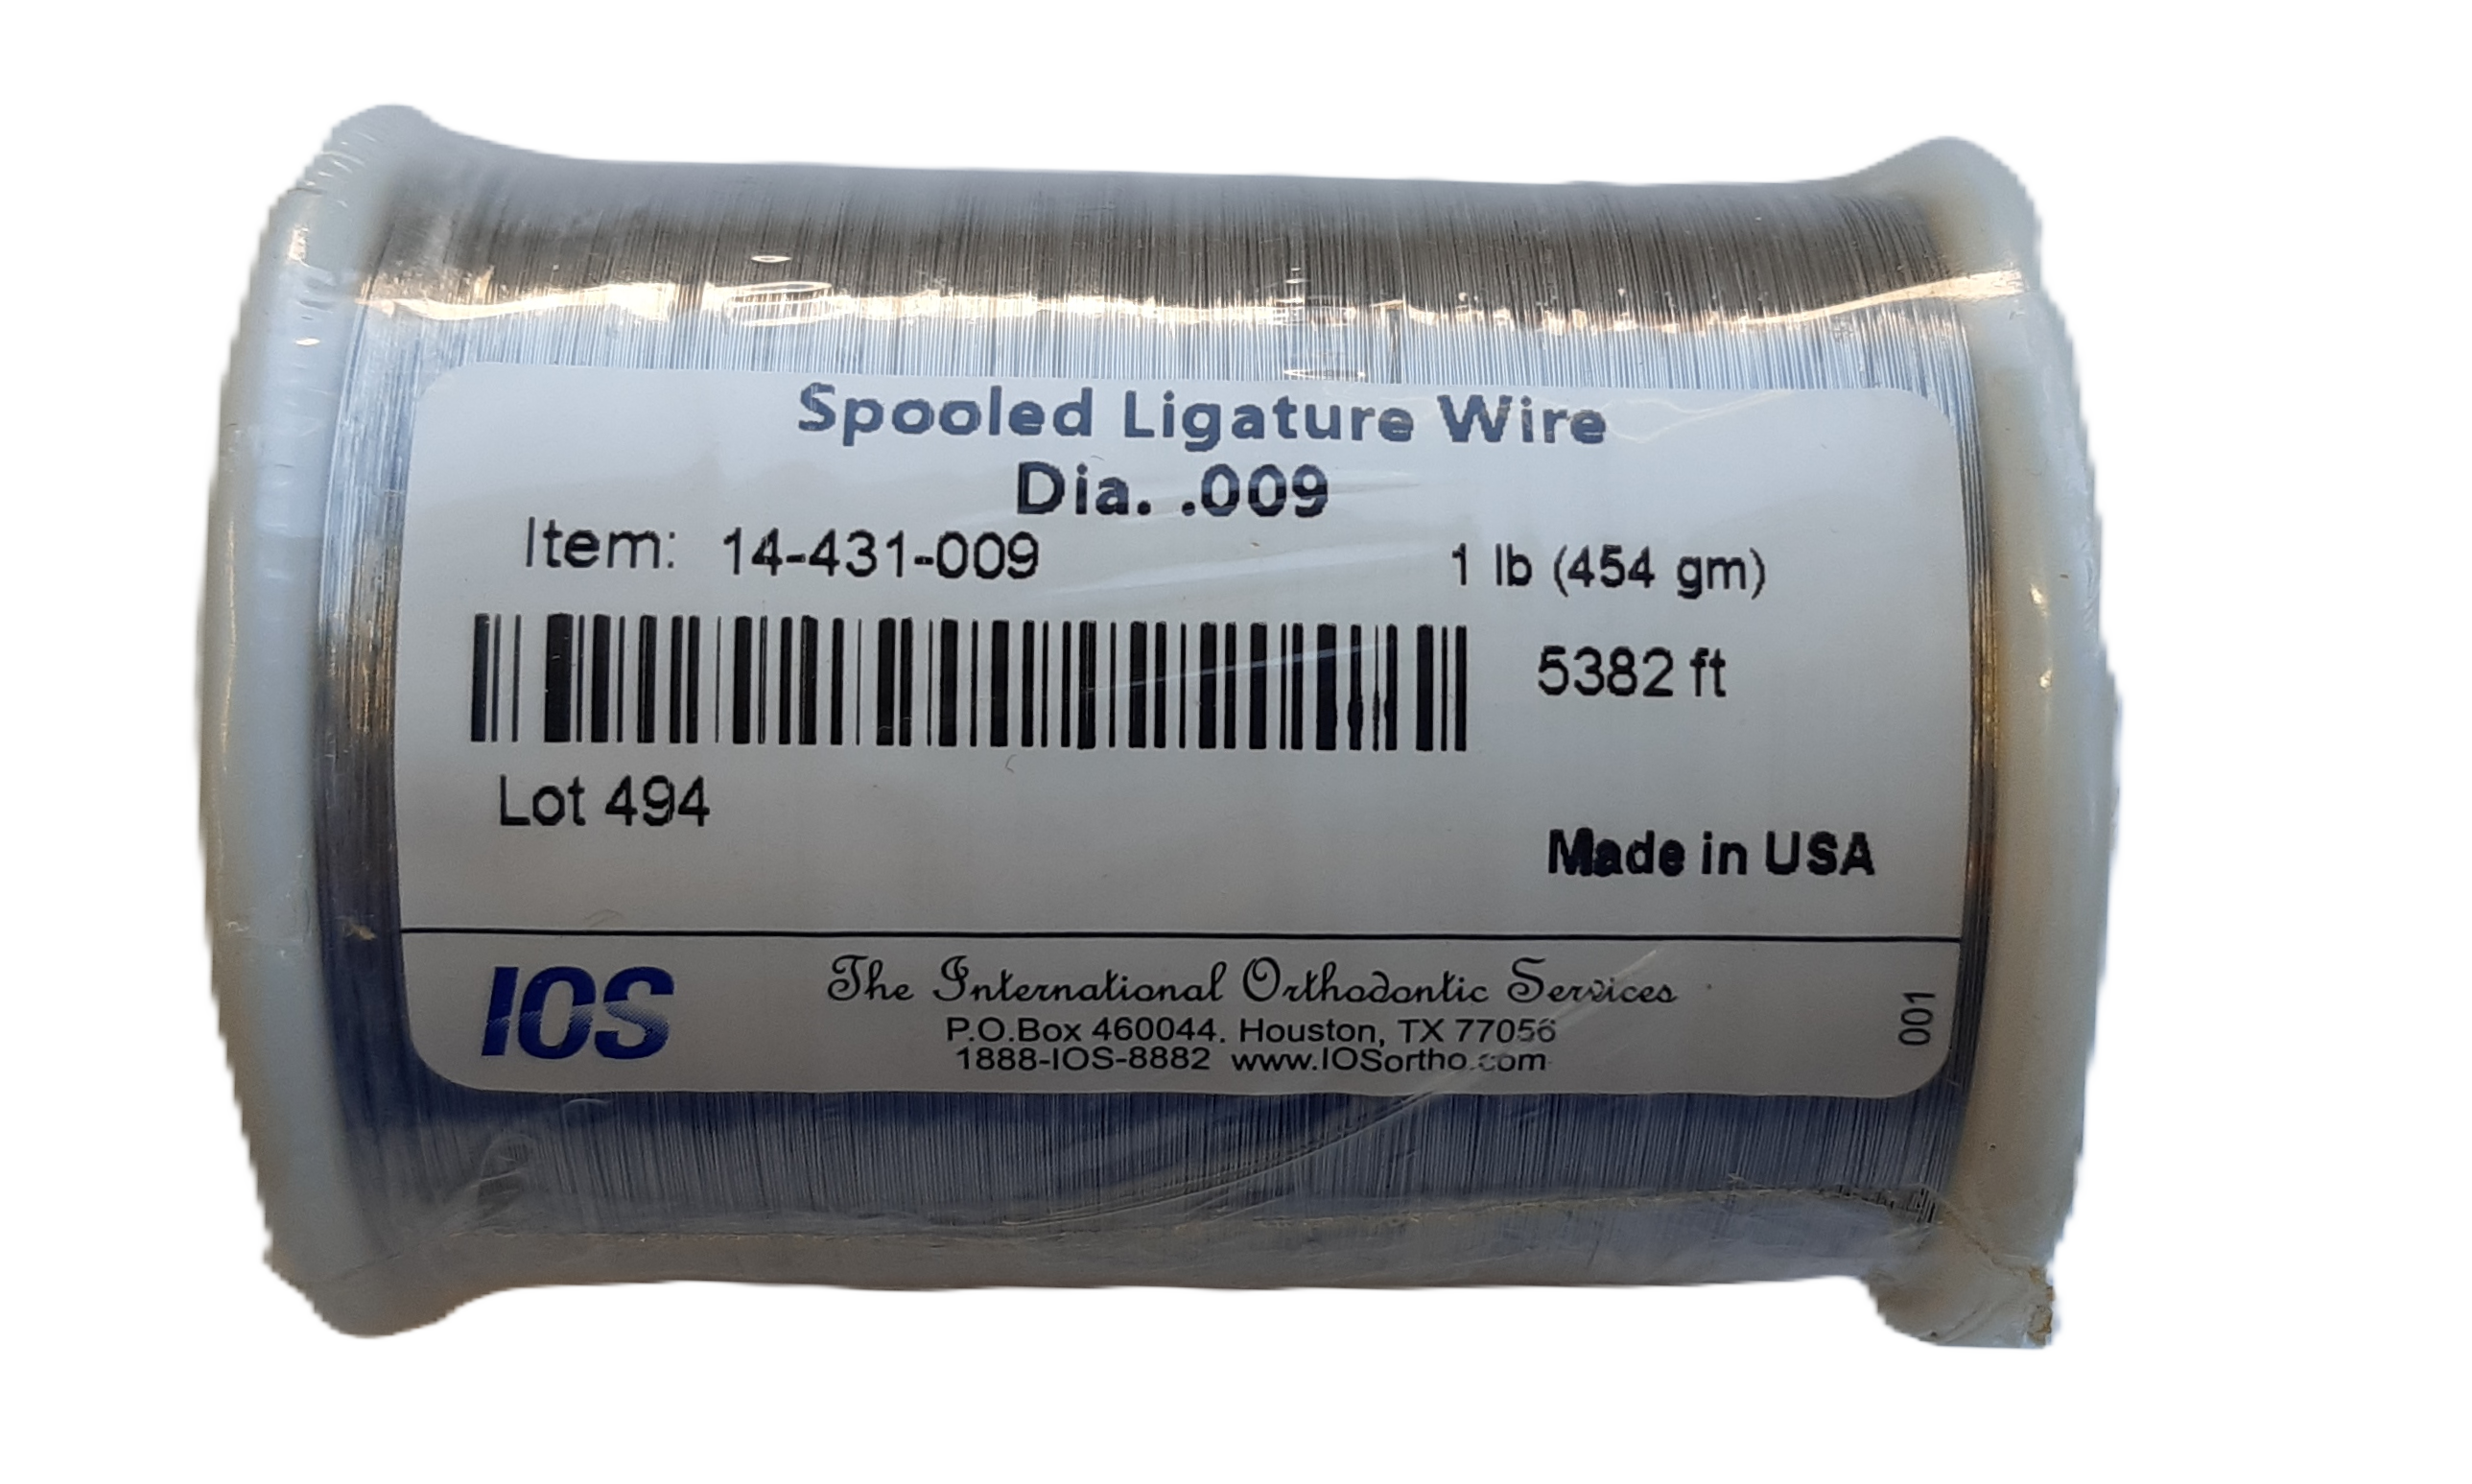 Spooled Ligature Wire
Dia. .009
Item: 14-431-009
1 lb (454 gm)
5382 ft
Lot 494
Made in USA
IOS
The International Orthodontic Services
P.O.Box 460044. Houston, TX 77056
1888-IOS-8882 www.IOSortho.com
001